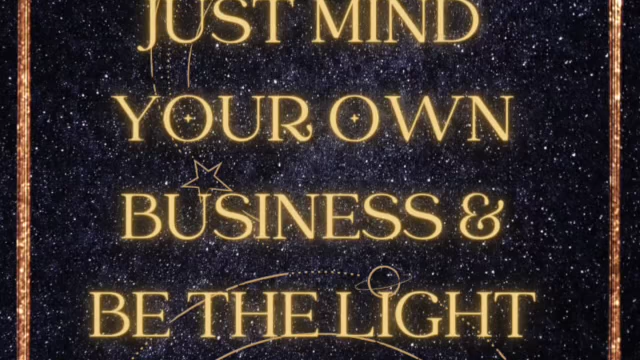 JUST MIND
YOUR OWN
BUSINESS &
BE THE LIGHT